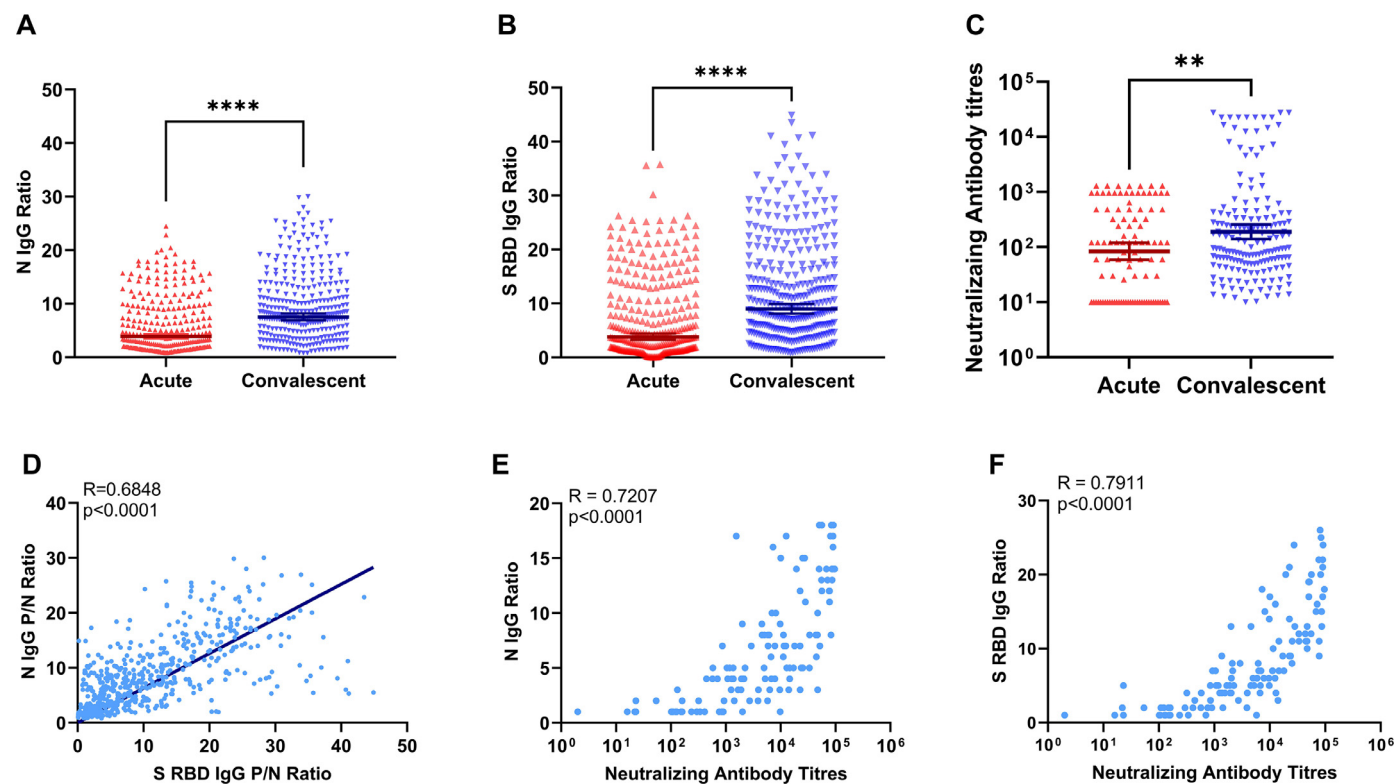 A
N IgG Ratio
50
40
30
20
10
0
****
Acute Convalescent
B
S RBD IgG Ratio
50
40
30
20
10
0
****
Acute Convalescent
C
Neutralizaing Antibody titres
10⁵
10⁴
10³
10²
10¹
10⁰
**
Acute Convalescent
D
R=0.6848
p<0.0001
N IgG P/N Ratio
40
30
20
10
0
0 10 20 30 40 50
S RBD IgG P/N Ratio
E
R = 0.7207
p<0.0001
N IgG Ratio
20
15
10
5
0
10⁰ 10¹ 10² 10³ 10⁴ 10⁵ 10⁶
Neutralizing Antibody Titres
F
R = 0.7911
p<0.0001
S RBD IgG Ratio
30
20
10
0
10⁰ 10¹ 10² 10³ 10⁴ 10⁵ 10⁶
Neutralizing Antibody Titres